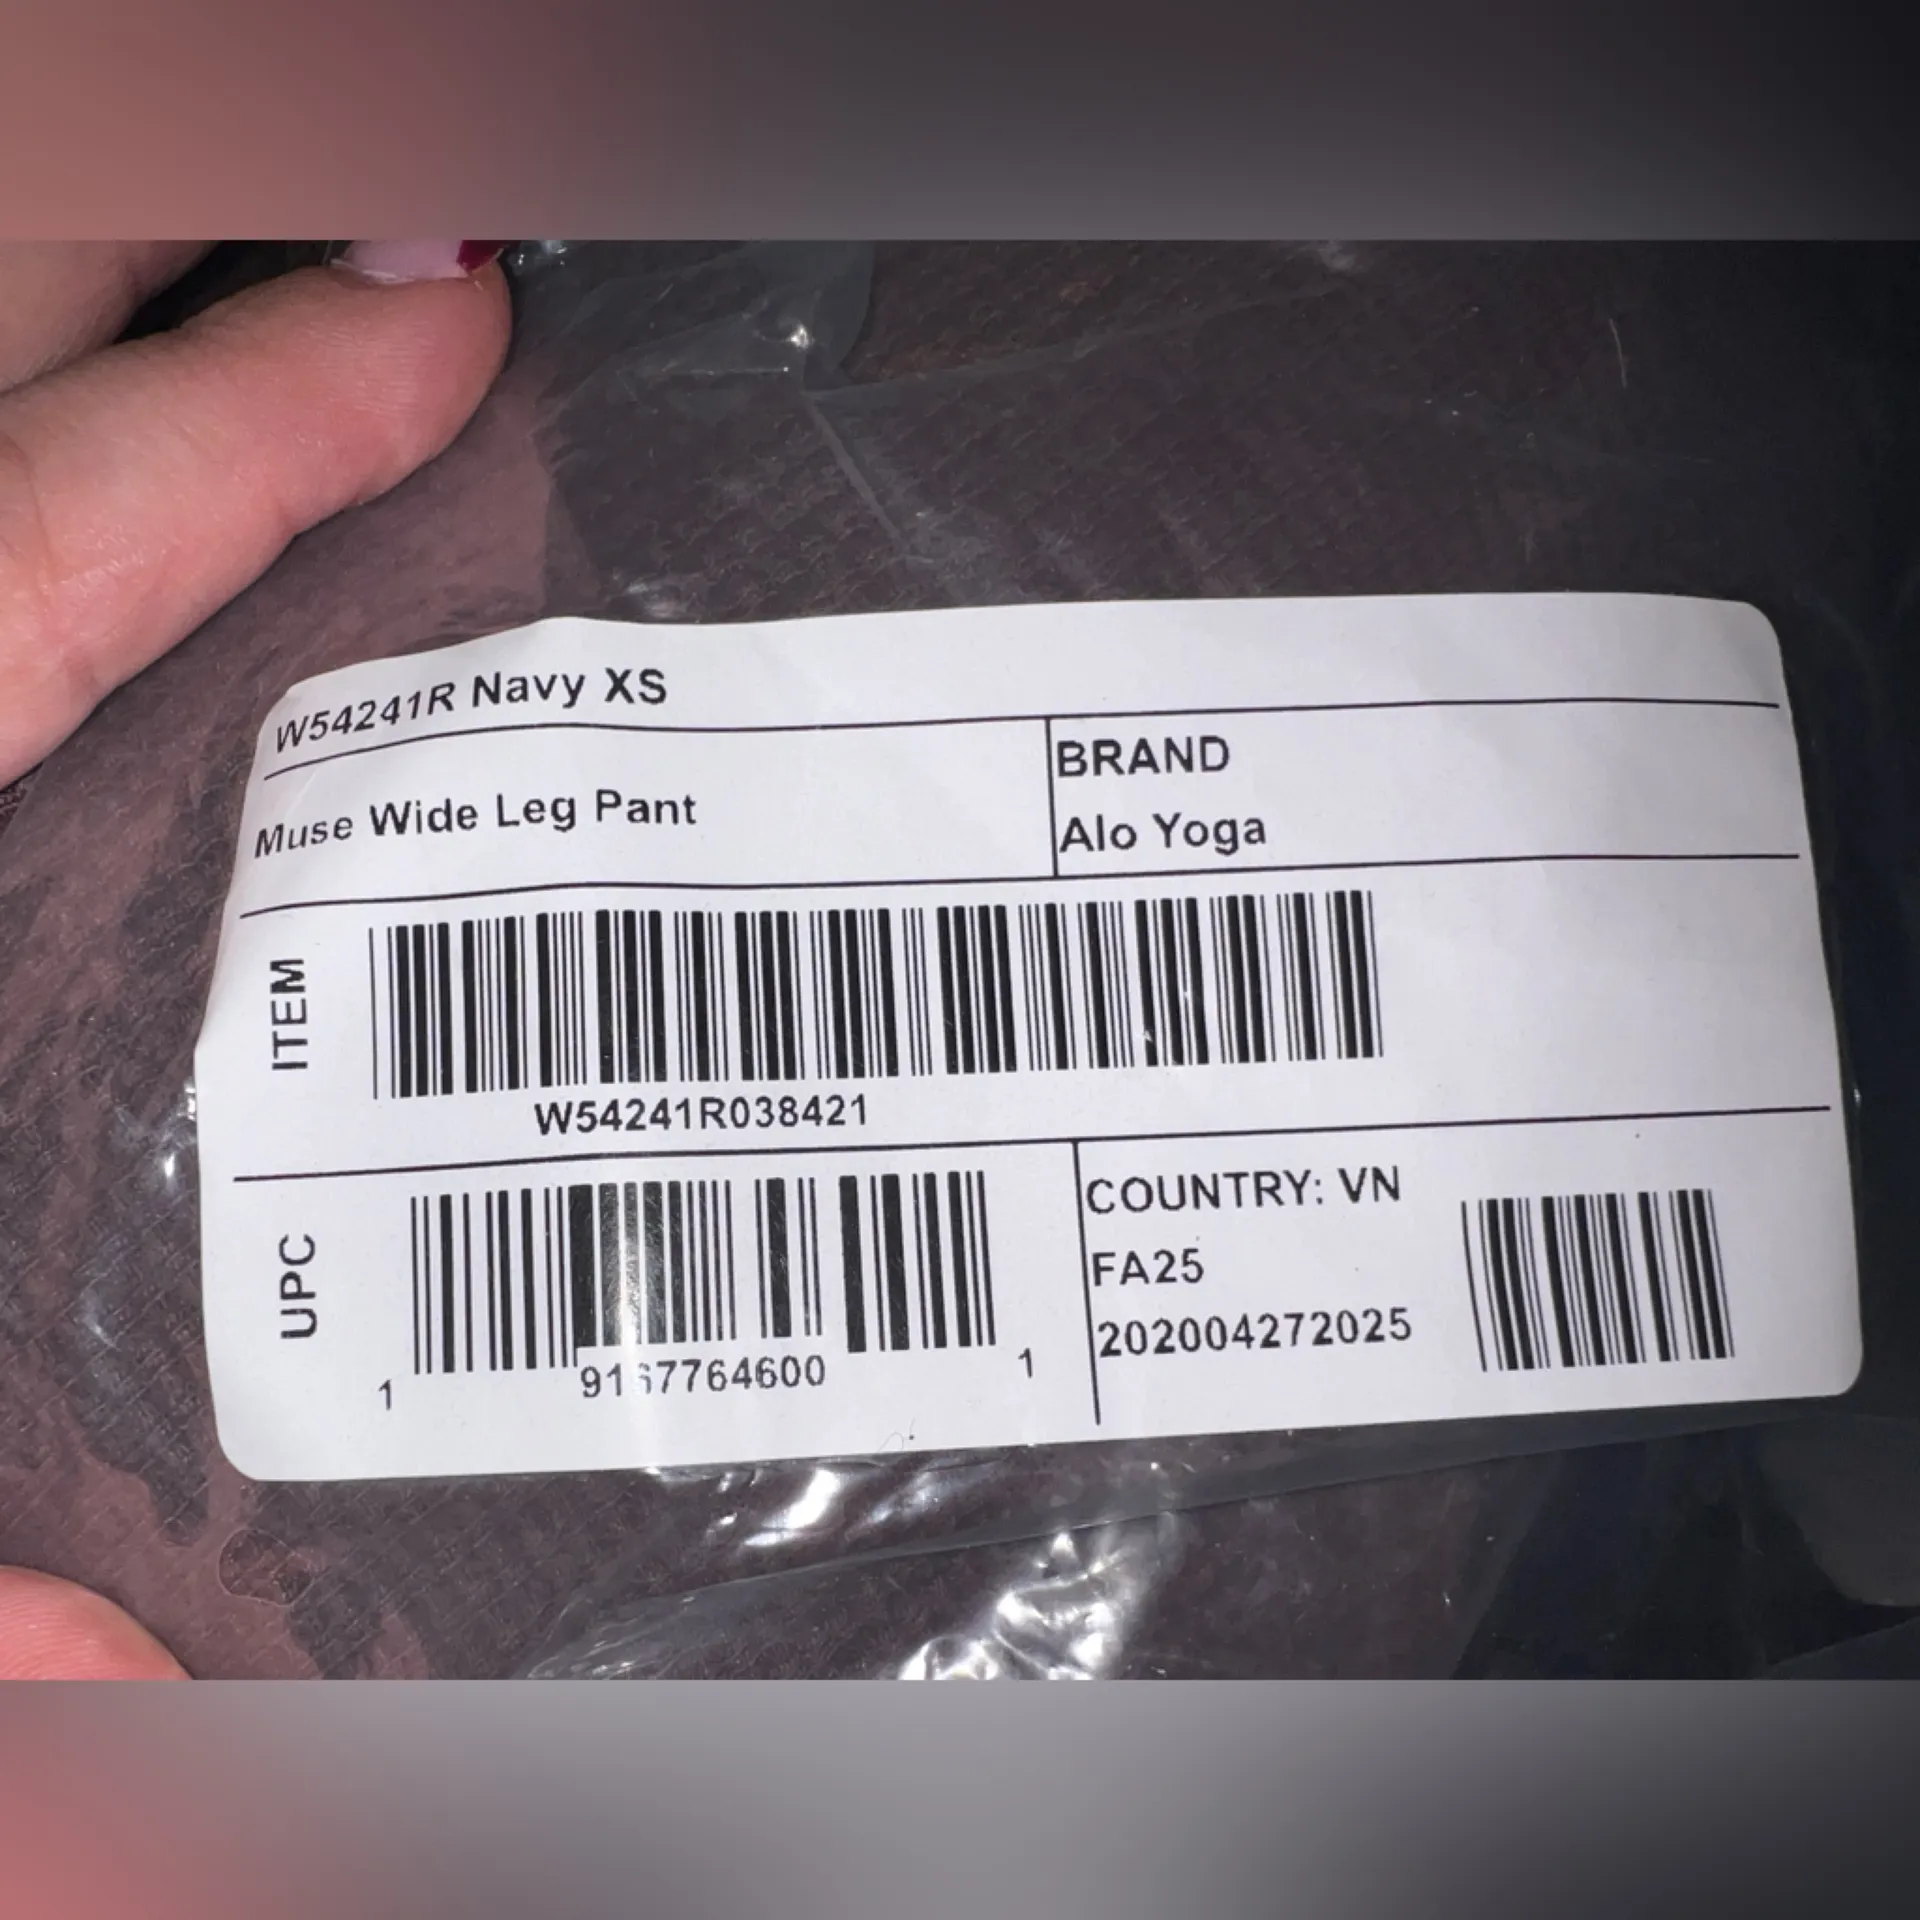 W54241R Navy XS
Muse Wide Leg Pant
BRAND
Alo Yoga
ITEM
W54241R038421
UPC
1 9167764600 1
COUNTRY: VN
FA25
202004272025